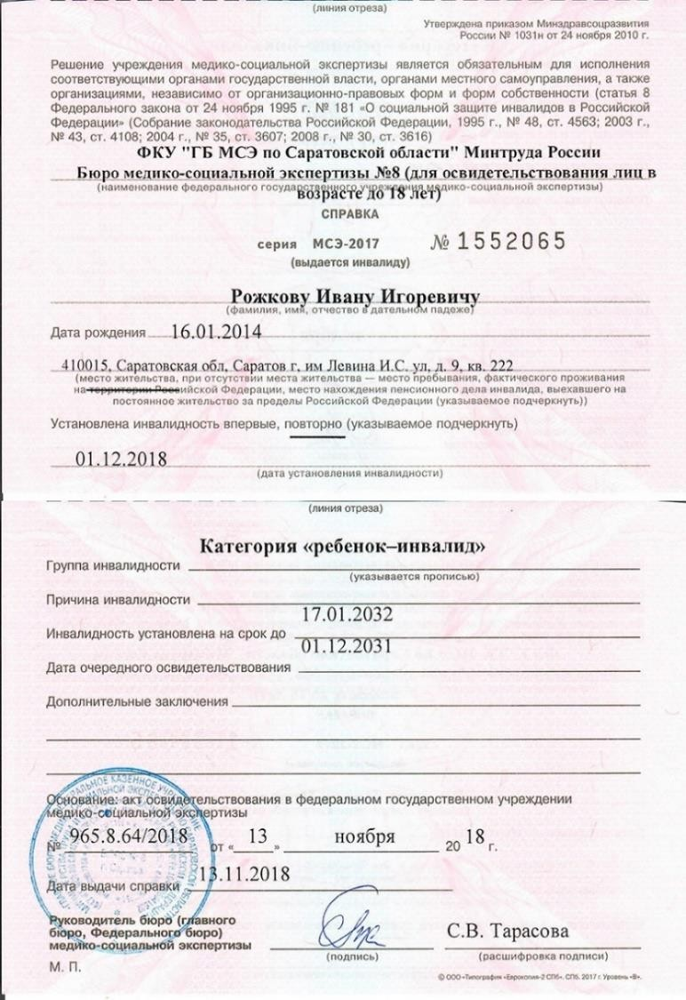 (линия отреза)
Утверждена приказом Минздравсоцразвития
России № 1031н от 24 ноября 2010 г.
Решение учреждения медико-социальной экспертизы является обязательным для исполнения
соответствующими органами государственной власти, органами местного самоуправления, а также
организациями, независимо от организационно-правовых форм и форм собственности (статья 8
Федерального закона от 24 ноября 1995 г. № 181 «О социальной защите инвалидов в Российской
Федерации» (Собрание законодательства Российской Федерации, 1995 г., № 48, ст. 4563; 2003 г.,
№ 43, ст. 4108; 2004 г., № 35, ст. 3607; 2008 г., № 30, ст. 3616)
ФКУ "ГБ МСЭ по Саратовской области" Минтруда России
Бюро медико-социальной экспертизы №8 (для освидетельствования лиц в
(наименование федерального государственного учреждения медико-социальной экспертизы)
возрасте до 18 лет)
СПРАВКА
серия МСЭ-2017 № 1552065
(выдается инвалиду)
Рожкову Ивану Игоревичу
(фамилия, имя, отчество в дательном падеже)
Дата рождения 16.01.2014
410015, Саратовская обл, Саратов г, им Левина И.С. ул, д. 9, кв. 222
(место жительства, при отсутствии места жительства — место пребывания, фактического проживания
на территории Российской Федерации, место нахождения пенсионного дела инвалида, выехавшего на
постоянное жительство за пределы Российской Федерации (указываемое подчеркнуть))
Установлена инвалидность впервые, повторно (указываемое подчеркнуть)
01.12.2018
(дата установления инвалидности)
(линия отреза)
Категория «ребенок–инвалид»
Группа инвалидности
(указывается прописью)
Причина инвалидности
17.01.2032
Инвалидность установлена на срок до
01.12.2031
Дата очередного освидетельствования
Дополнительные заключения
Основание: акт освидетельствования в федеральном государственном учреждении
медико-социальной экспертизы
№ 965.8.64/2018 от « 13 » ноября 20 18 г.
Дата выдачи справки 13.11.2018
Руководитель бюро (главного
бюро, Федерального бюро)
медико-социальной экспертизы
С.В. Тарасова
(подпись) (расшифровка подписи)
М. П.
© ООО «Типография «Еврокопия-2 СПб». СПб. 2017 г. Уровень «В».